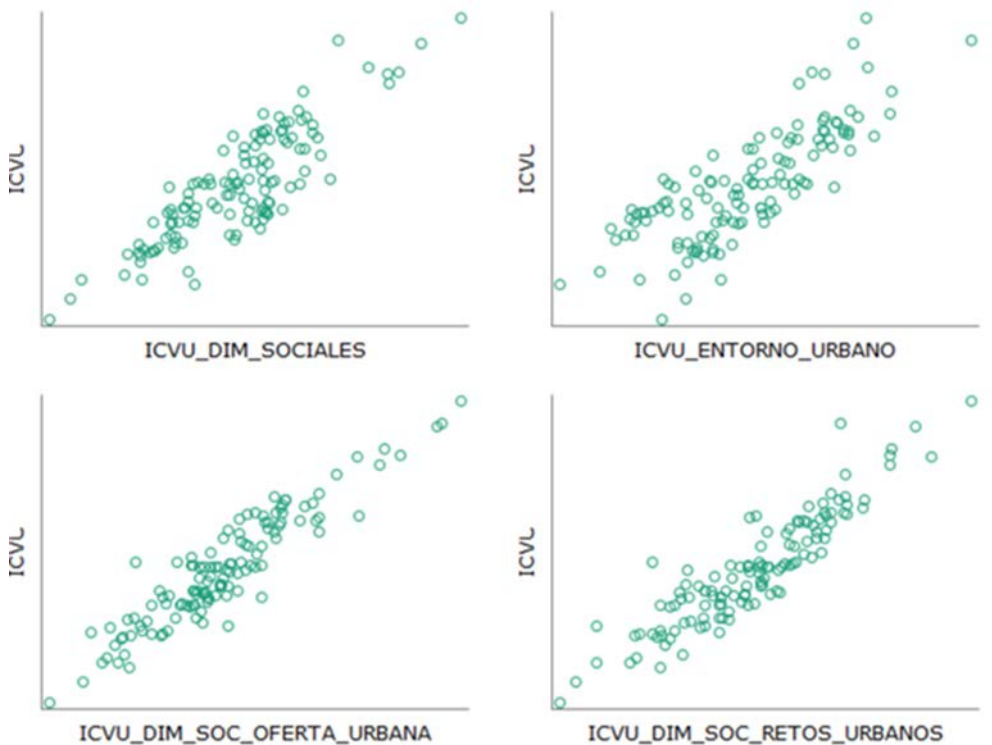 ICVL
ICVU_DIM_SOCIALES
ICVL
ICVU_ENTORNO_URBANO
ICVL
ICVU_DIM_SOC_OFERTA_URBANA
ICVL
ICVU_DIM_SOC_RETOS_URBANOS